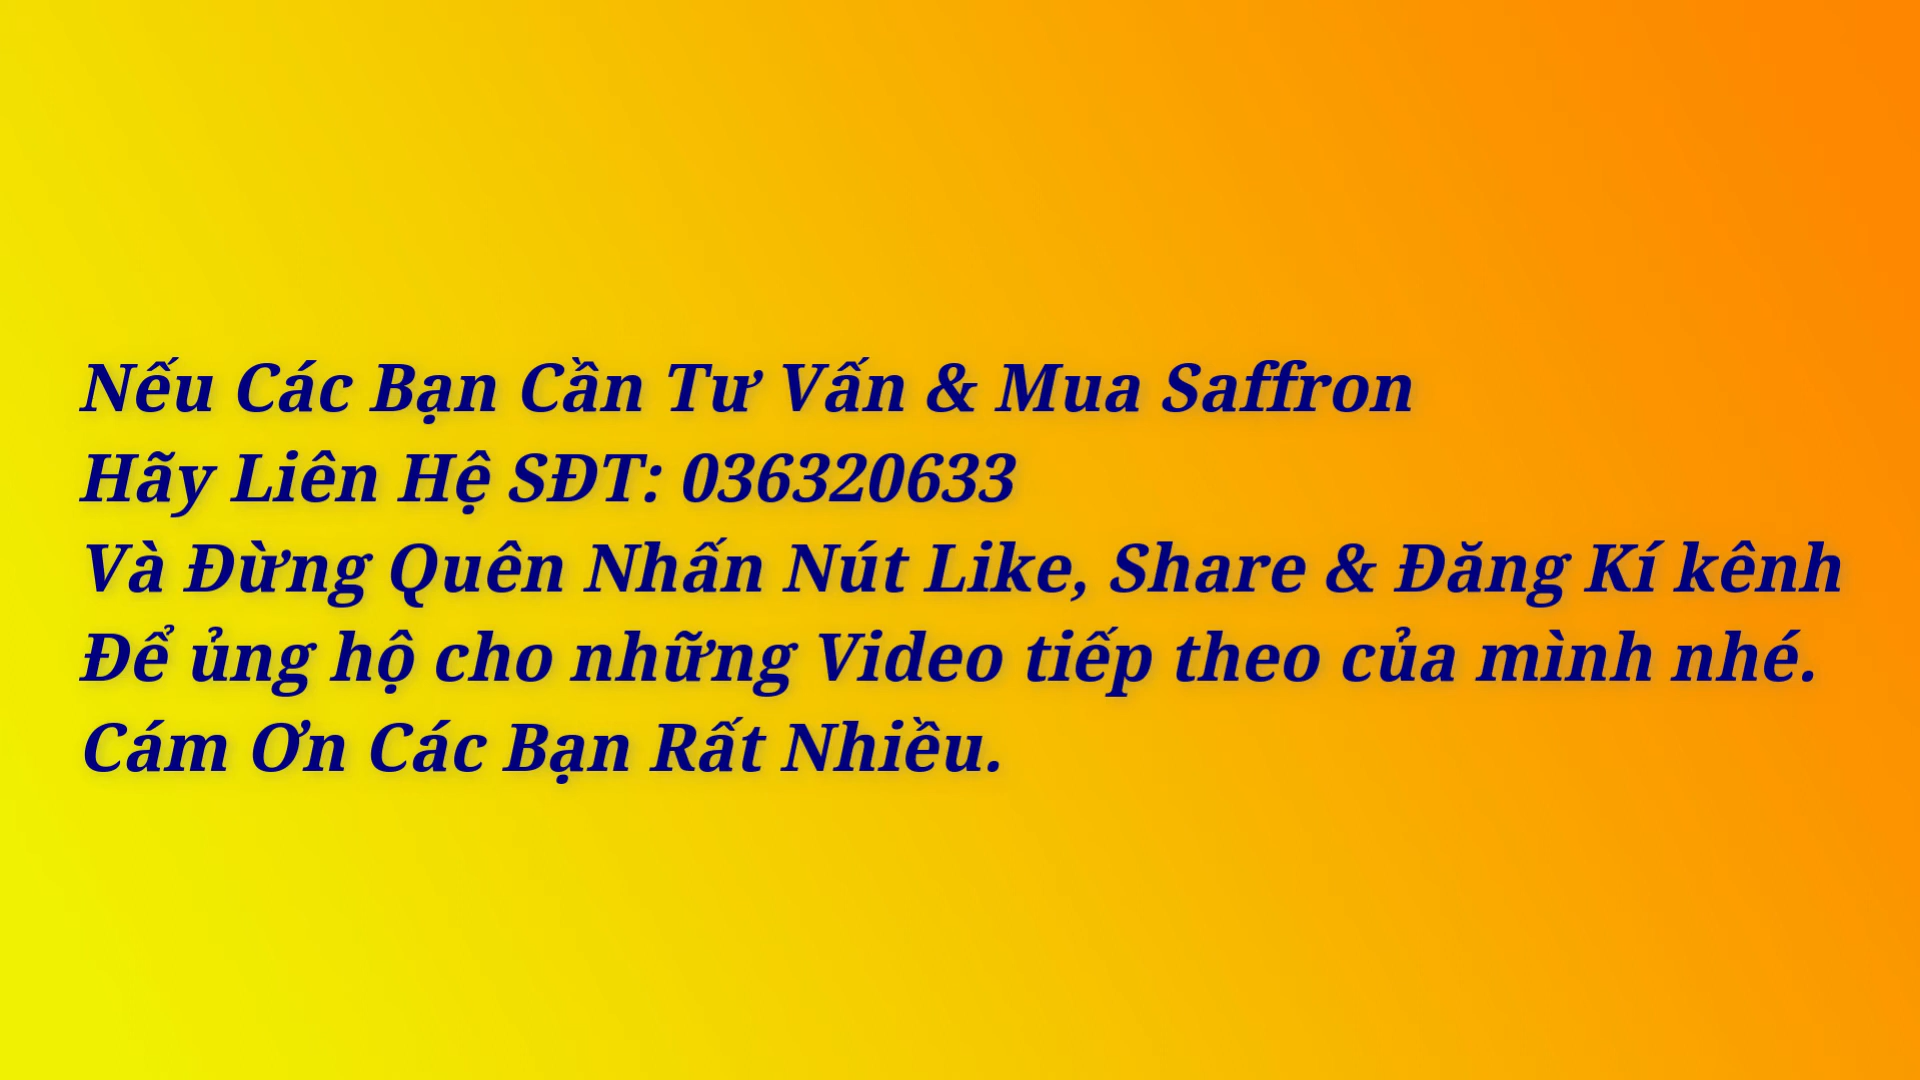 Nếu Các Bạn Cần Tư Vấn & Mua Saffron
Hãy Liên Hệ SĐT: 036320633
Và Đừng Quên Nhấn Nút Like, Share & Đăng Kí kênh
Để ủng hộ cho những Video tiếp theo của mình nhé.
Cám Ơn Các Bạn Rất Nhiều.